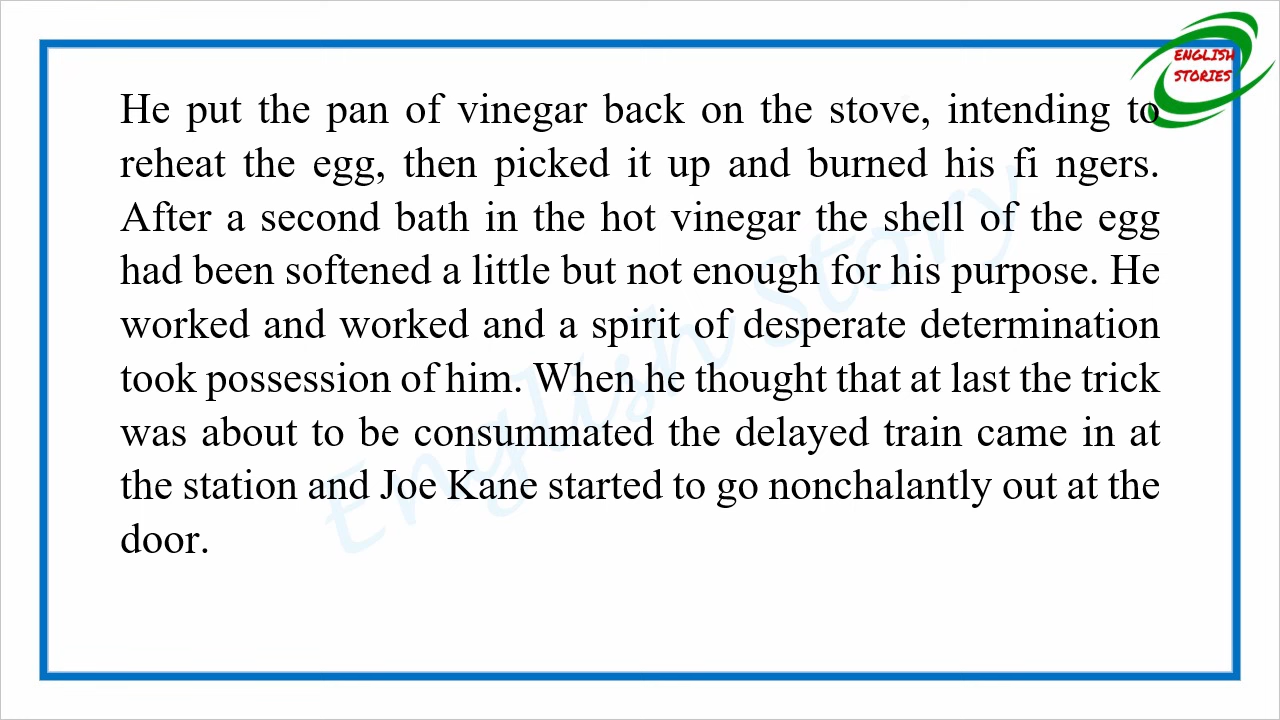 ENGLISH
STORIES
He put the pan of vinegar back on the stove, intending to
reheat the egg, then picked it up and burned his fi ngers.
After a second bath in the hot vinegar the shell of the egg
had been softened a little but not enough for his purpose. He
worked and worked and a spirit of desperate determination
took possession of him. When he thought that at last the trick
was about to be consummated the delayed train came in at
the station and Joe Kane started to go nonchalantly out at the
door.
English Story